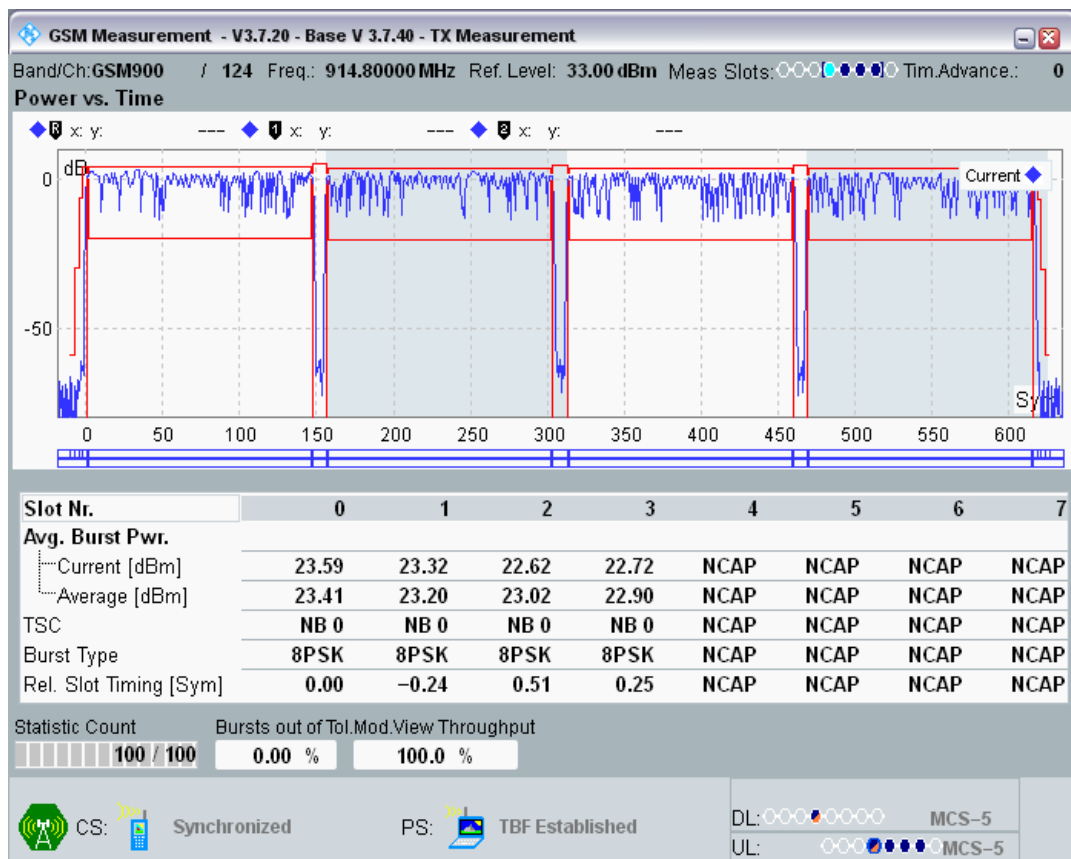 GSM Measurement - V3.7.20 - Base V 3.7.40 - TX Measurement
Band/Ch:GSM900 / 124 Freq.: 914.80000 MHz Ref. Level: 33.00 dBm Meas Slots: Tim.Advance.: 0
Power vs. Time
R x: y: --- 1 x: y: --- 2 x: y: ---
dB
Current
0
-50
Sy
0 50 100 150 200 250 300 350 400 450 500 550 600
Slot Nr. 0 1 2 3 4 5 6 7
Avg. Burst Pwr.
Current [dBm] 23.59 23.32 22.62 22.72 NCAP NCAP NCAP NCAP
Average [dBm] 23.41 23.20 23.02 22.90 NCAP NCAP NCAP NCAP
TSC NB 0 NB 0 NB 0 NB 0 NCAP NCAP NCAP NCAP
Burst Type 8PSK 8PSK 8PSK 8PSK NCAP NCAP NCAP NCAP
Rel. Slot Timing [Sym] 0.00 −0.24 0.51 0.25 NCAP NCAP NCAP NCAP
Statistic Count Bursts out of Tol. Mod.View Throughput
100 / 100 0.00 % 100.0 %
CS: Synchronized PS: TBF Established
DL: MCS−5
UL: MCS−5